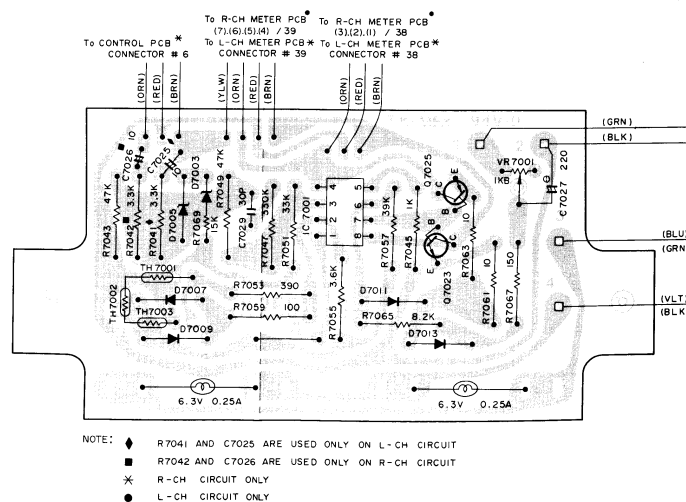 To R-CH METER PCB●
(7),(6),(5),(4) / 39
To L-CH METER PCB*
CONNECTOR #39
To R-CH METER PCB●
(3),(2),(1) / 38
To L-CH METER PCB*
CONNECTOR #38
To CONTROL PCB*
CONNECTOR #6
(ORN)
(RED)
(BRN)
(YLW)
(ORN)
(RED)
(BRN)
(ORN)
(RED)
(BRN)
(GRN)
(BLK)
■
C7026
10
◆
C7025
10
D7003
47K
R7043
3.3K
R7042
■
3.3K
R7041
◆
D7005
R7069
15K
R7049
47K
C7029
30P
R7047
330K
R7051
33K
IC 7001
4
3
2
1
5
6
7
8
R7057
39K
R7045
1K
Q7025
E
C
B
B
C
E
Q7023
R7063
10
VR7001
1KB
220
C7027
R7061
10
R7067
150
(BLU)
(GRN
(VLT)
(BLK
TH7001
TH7002
TH7003
D7007
D7009
R7053
390
R7059
100
R7055
3.6K
D7011
R7065
8.2K
D7013
6.3V 0.25A
6.3V 0.25A
NOTE: ◆ R7041 AND C7025 ARE USED ONLY ON L-CH CIRCUIT
■ R7042 AND C7026 ARE USED ONLY ON R-CH CIRCUIT
* R-CH CIRCUIT ONLY
● L-CH CIRCUIT ONLY